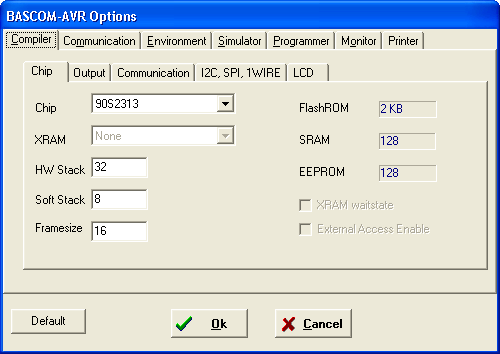 BASCOM-AVR Options
Compiler Communication Environment Simulator Programmer Monitor Printer
Chip Output Communication I2C, SPI, 1WIRE LCD
Chip 90S2313 FlashROM 2 KB
XRAM None SRAM 128
HW Stack 32 EEPROM 128
Soft Stack 8 XRAM waitstate
Framesize 16 External Access Enable
Default Ok Cancel